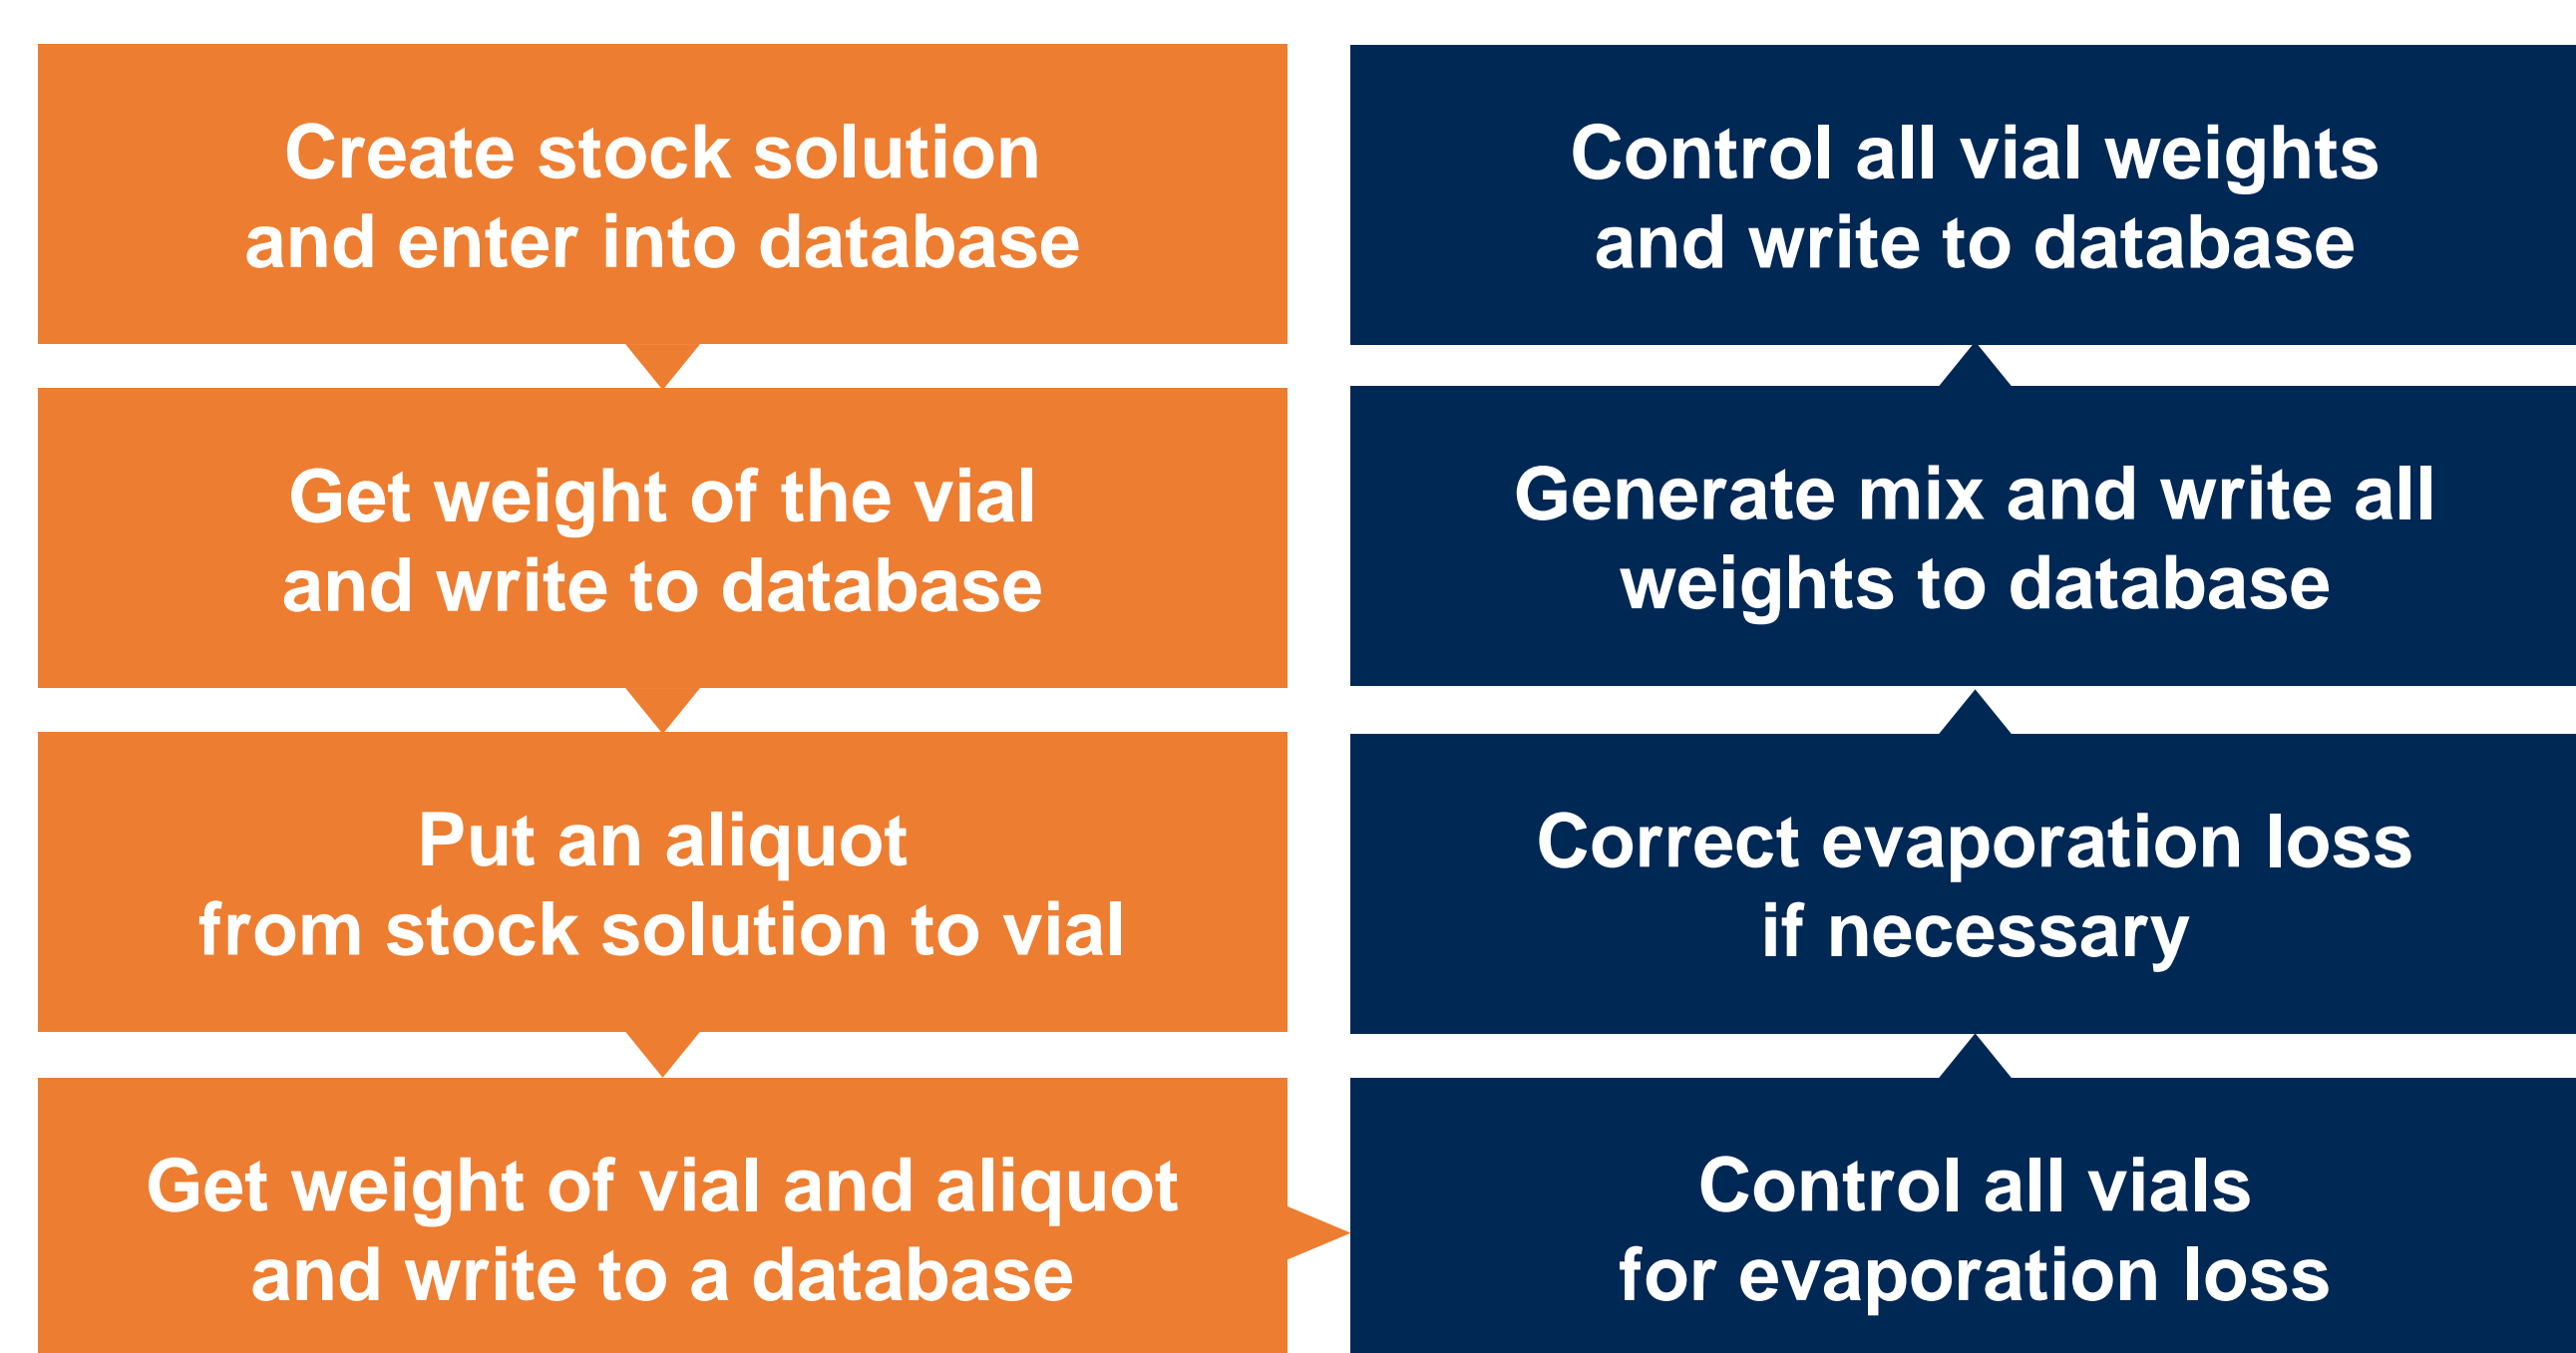 Create stock solution
and enter into database
Get weight of the vial
and write to database
Put an aliquot
from stock solution to vial
Get weight of vial and aliquot
and write to a database
Control all vials
for evaporation loss
Correct evaporation loss
if necessary
Generate mix and write all
weights to database
Control all vial weights
and write to database